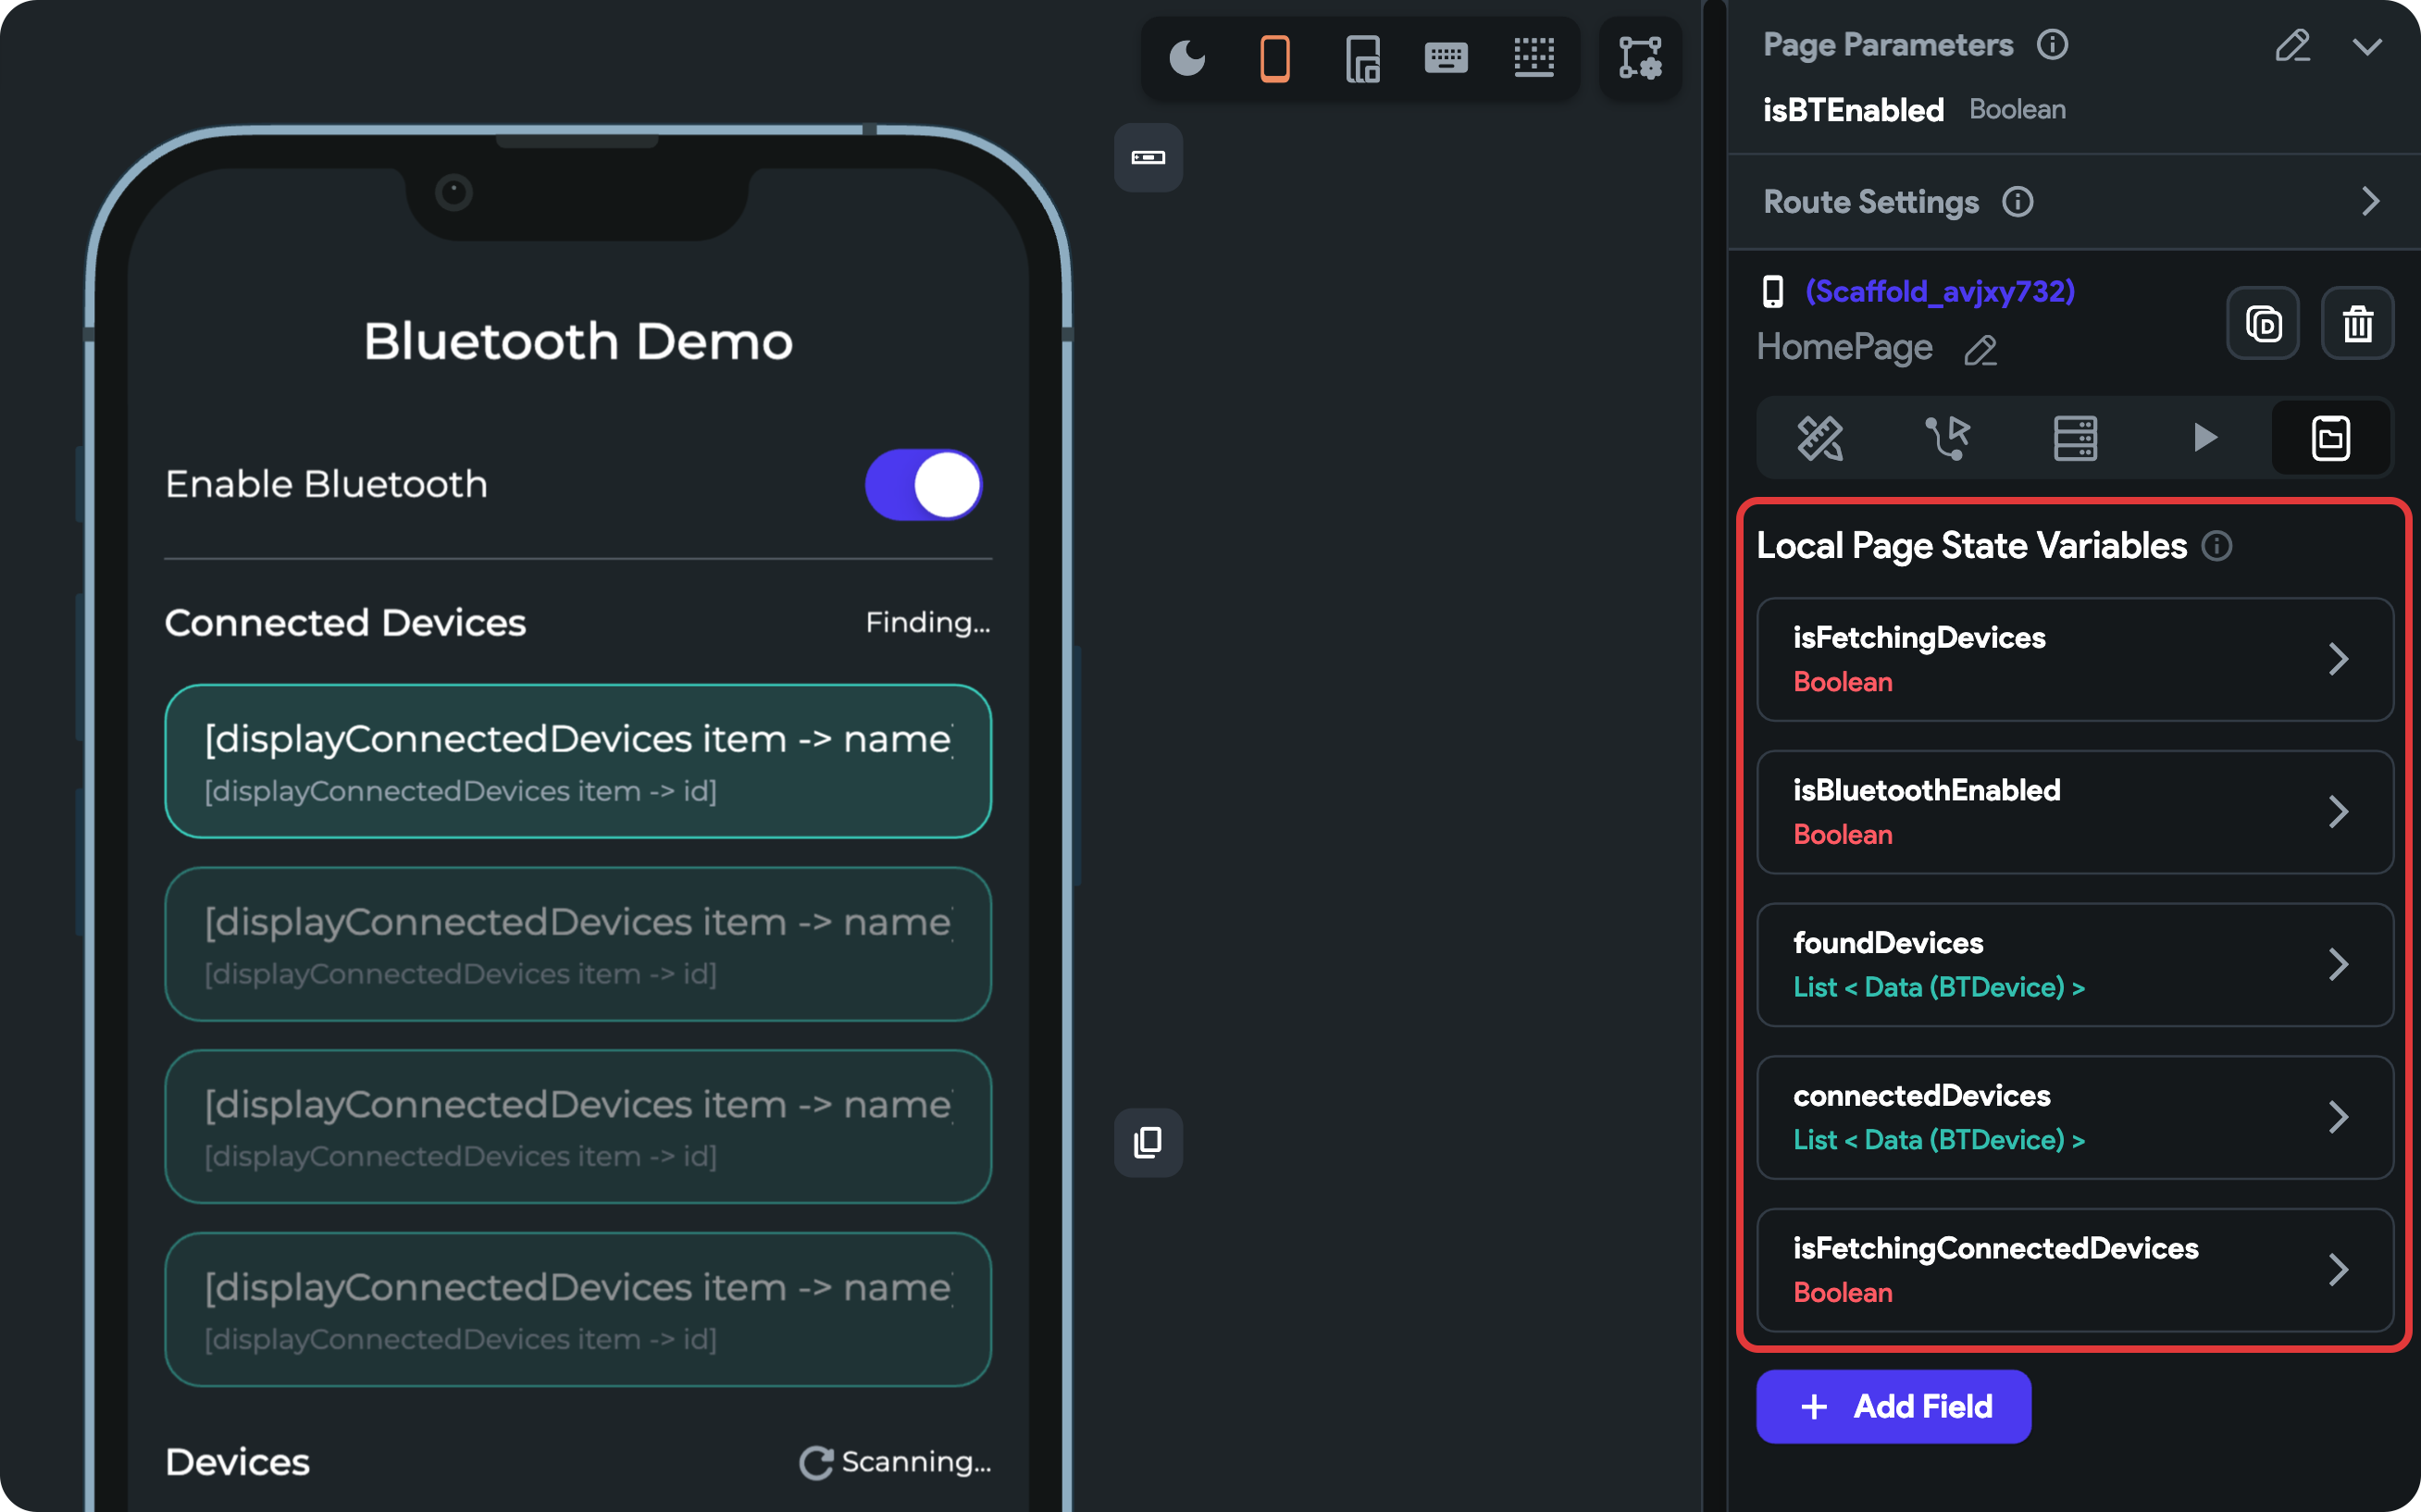 Bluetooth Demo
Enable Bluetooth
Connected Devices
Finding...
[displayConnectedDevices item -> name]
[displayConnectedDevices item -> id]
[displayConnectedDevices item -> name]
[displayConnectedDevices item -> id]
[displayConnectedDevices item -> name]
[displayConnectedDevices item -> id]
[displayConnectedDevices item -> name]
[displayConnectedDevices item -> id]
Devices
Scanning...
Page Parameters
isBTEnabled Boolean
Route Settings
(Scaffold_avjxy732)
HomePage
Local Page State Variables
isFetchingDevices
Boolean
isBluetoothEnabled
Boolean
foundDevices
List < Data (BTDevice) >
connectedDevices
List < Data (BTDevice) >
isFetchingConnectedDevices
Boolean
+ Add Field